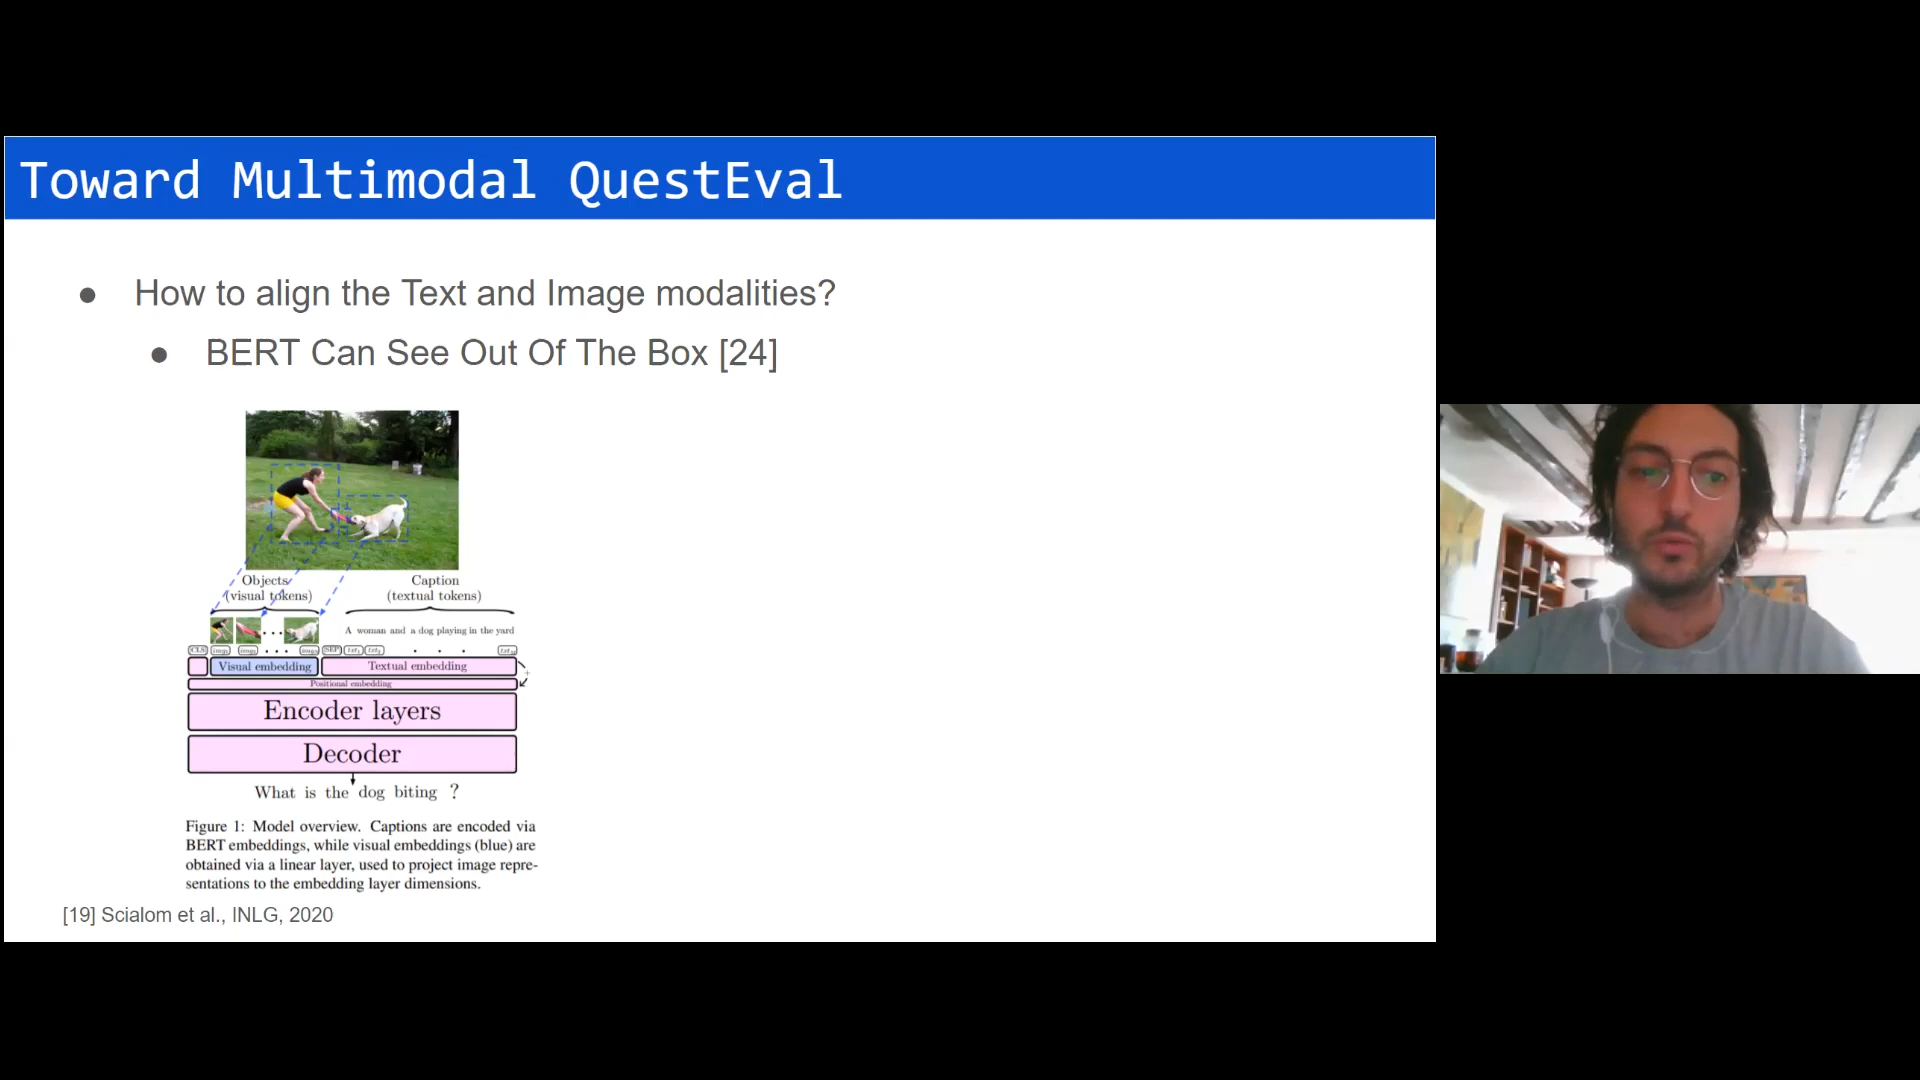 Toward Multimodal QuestEval
● How to align the Text and Image modalities?
● BERT Can See Out Of The Box [24]
Objects
(visual tokens)
Caption
(textual tokens)
A woman and a dog playing in the yard
CLS
SEP
Visual embedding
Textual embedding
Positional embedding
Encoder layers
Decoder
What is the dog biting ?
Figure 1: Model overview. Captions are encoded via
BERT embeddings, while visual embeddings (blue) are
obtained via a linear layer, used to project image repre-
sentations to the embedding layer dimensions.
[19] Scialom et al., INLG, 2020